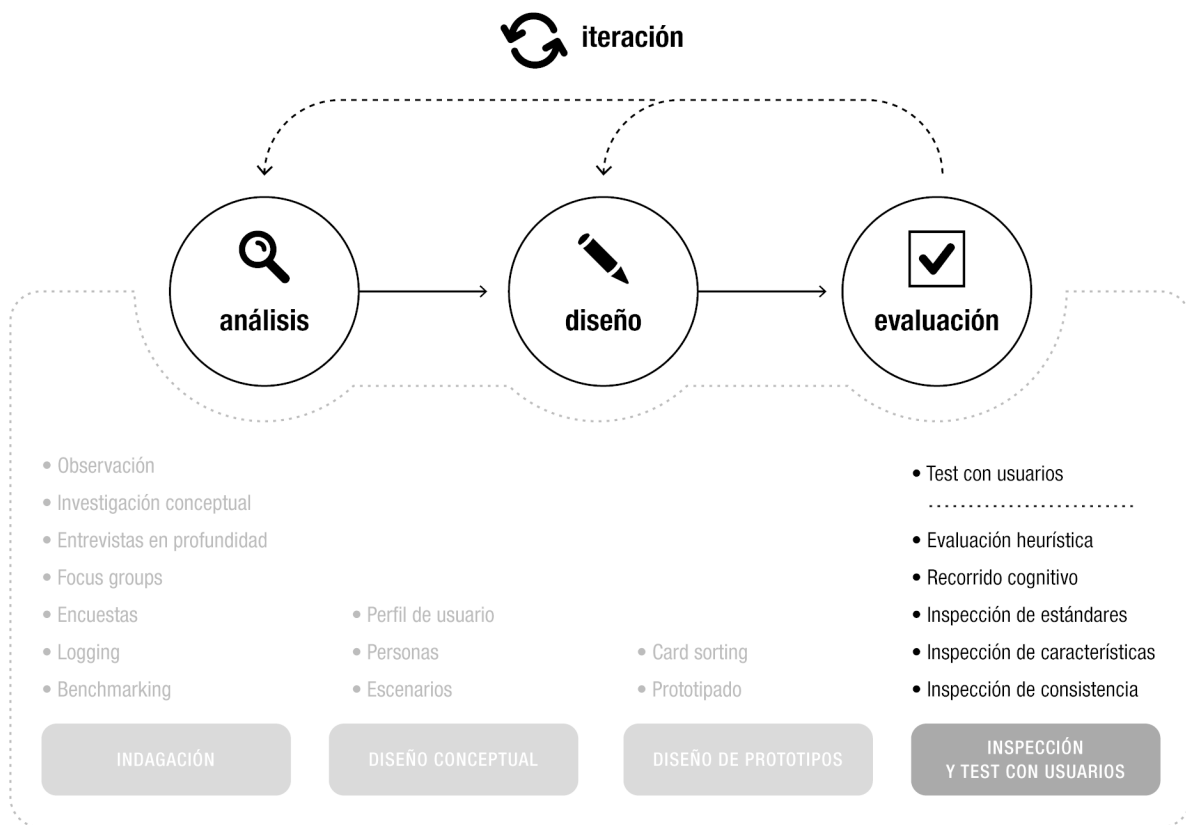 iteración
análisis
diseño
evaluación
• Observación
• Investigación conceptual
• Entrevistas en profundidad
• Focus groups
• Encuestas
• Logging
• Benchmarking
INDAGACIÓN
• Perfil de usuario
• Personas
• Escenarios
DISEÑO CONCEPTUAL
• Card sorting
• Prototipado
DISEÑO DE PROTOTIPOS
• Test con usuarios
• Evaluación heurística
• Recorrido cognitivo
• Inspección de estándares
• Inspección de características
• Inspección de consistencia
INSPECCIÓN
Y TEST CON USUARIOS